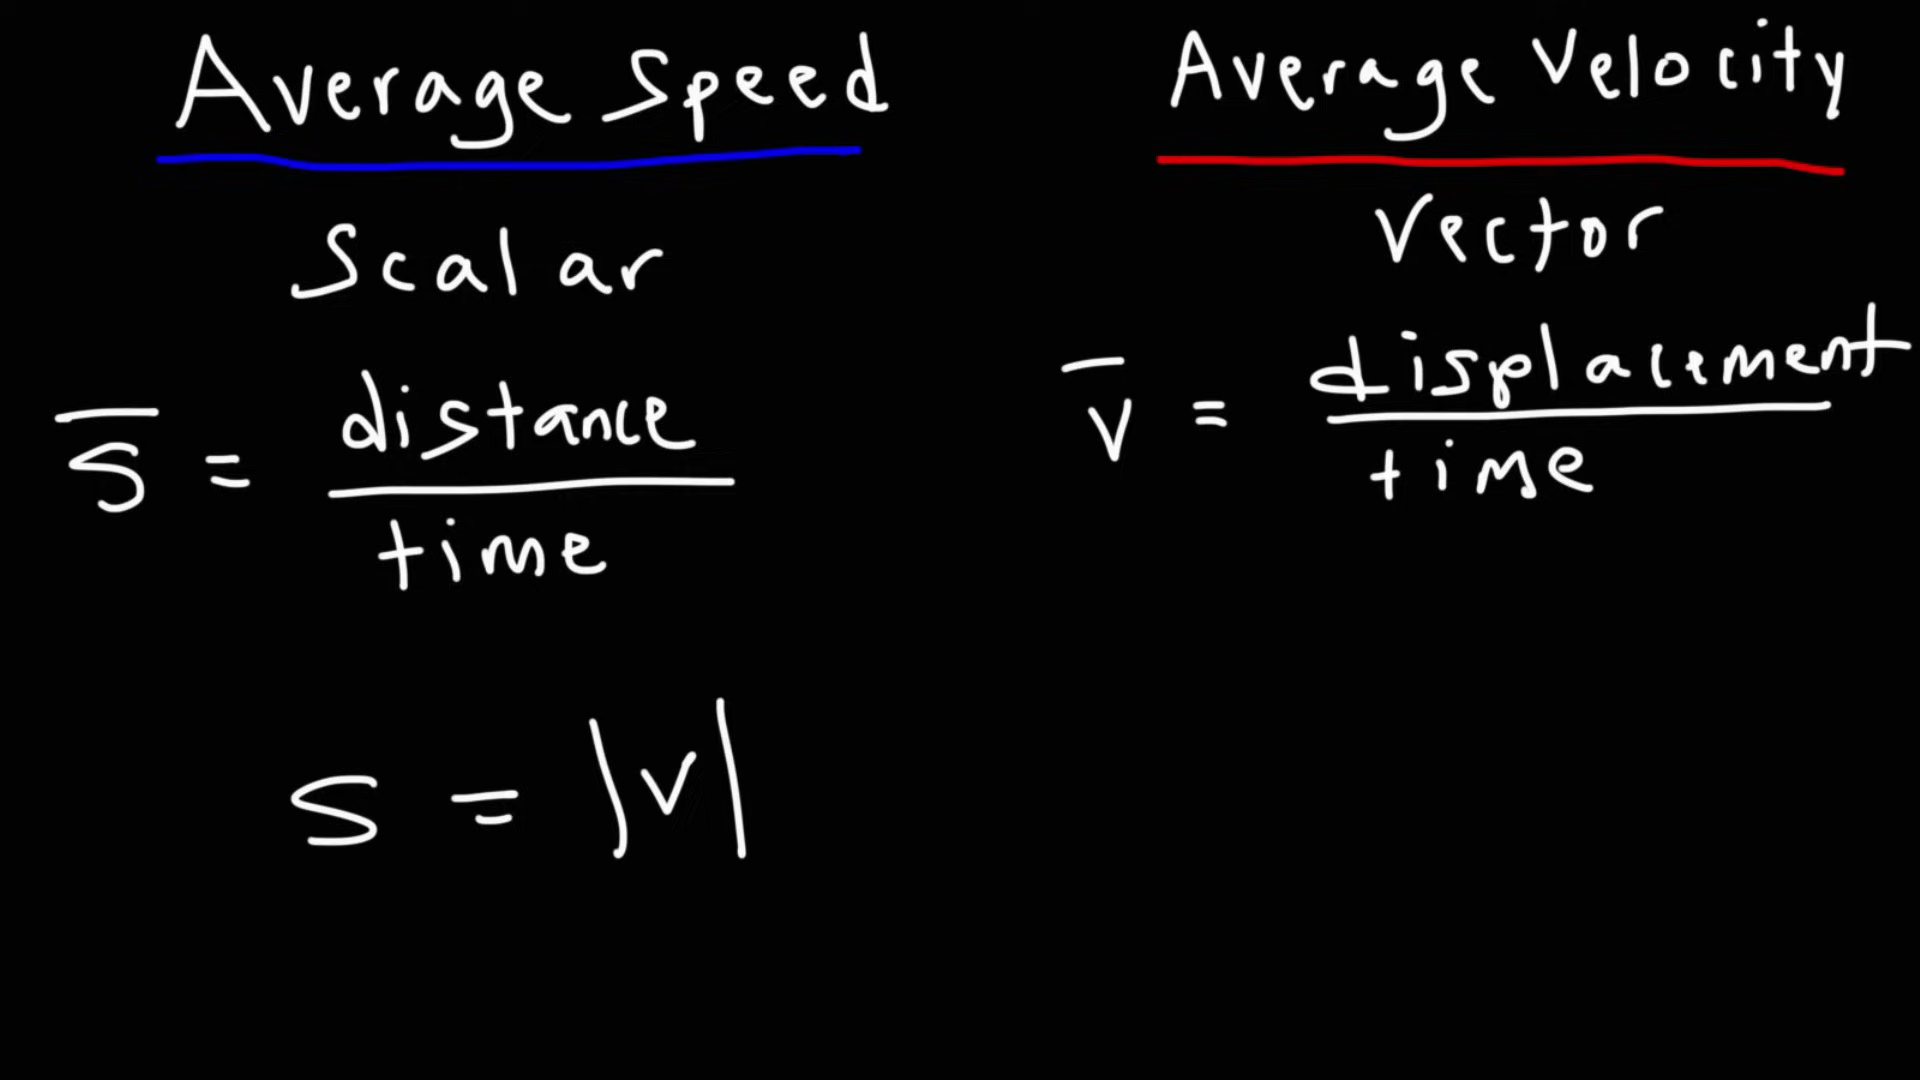 Average Speed
Scalar
s̅ = distance / time
s = |v|
Average Velocity
Vector
v̅ = displacement / time